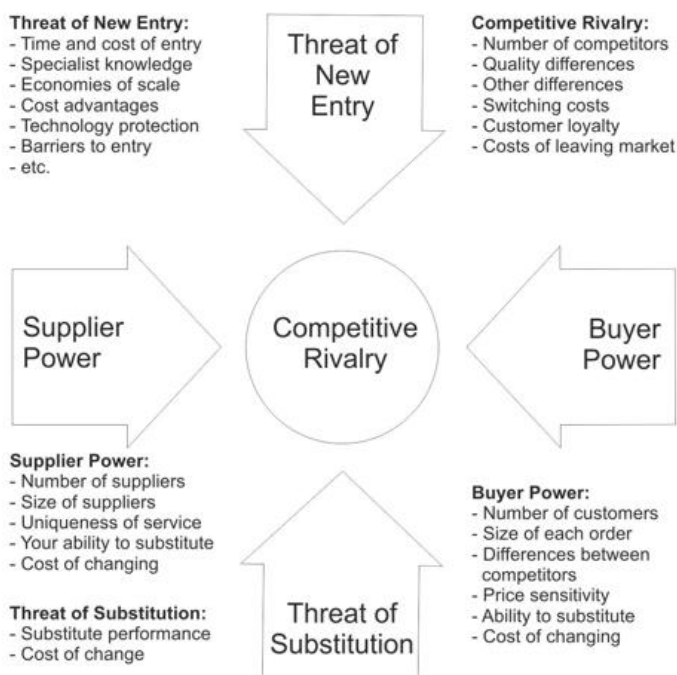 Threat of New Entry:
- Time and cost of entry
- Specialist knowledge
- Economies of scale
- Cost advantages
- Technology protection
- Barriers to entry
- etc.
Threat of
New
Entry
Competitive Rivalry:
- Number of competitors
- Quality differences
- Other differences
- Switching costs
- Customer loyalty
- Costs of leaving market
Supplier
Power
Competitive
Rivalry
Buyer
Power
Supplier Power:
- Number of suppliers
- Size of suppliers
- Uniqueness of service
- Your ability to substitute
- Cost of changing
Threat of Substitution:
- Substitute performance
- Cost of change
Threat of
Substitution
Buyer Power:
- Number of customers
- Size of each order
- Differences between
competitors
- Price sensitivity
- Ability to substitute
- Cost of changing